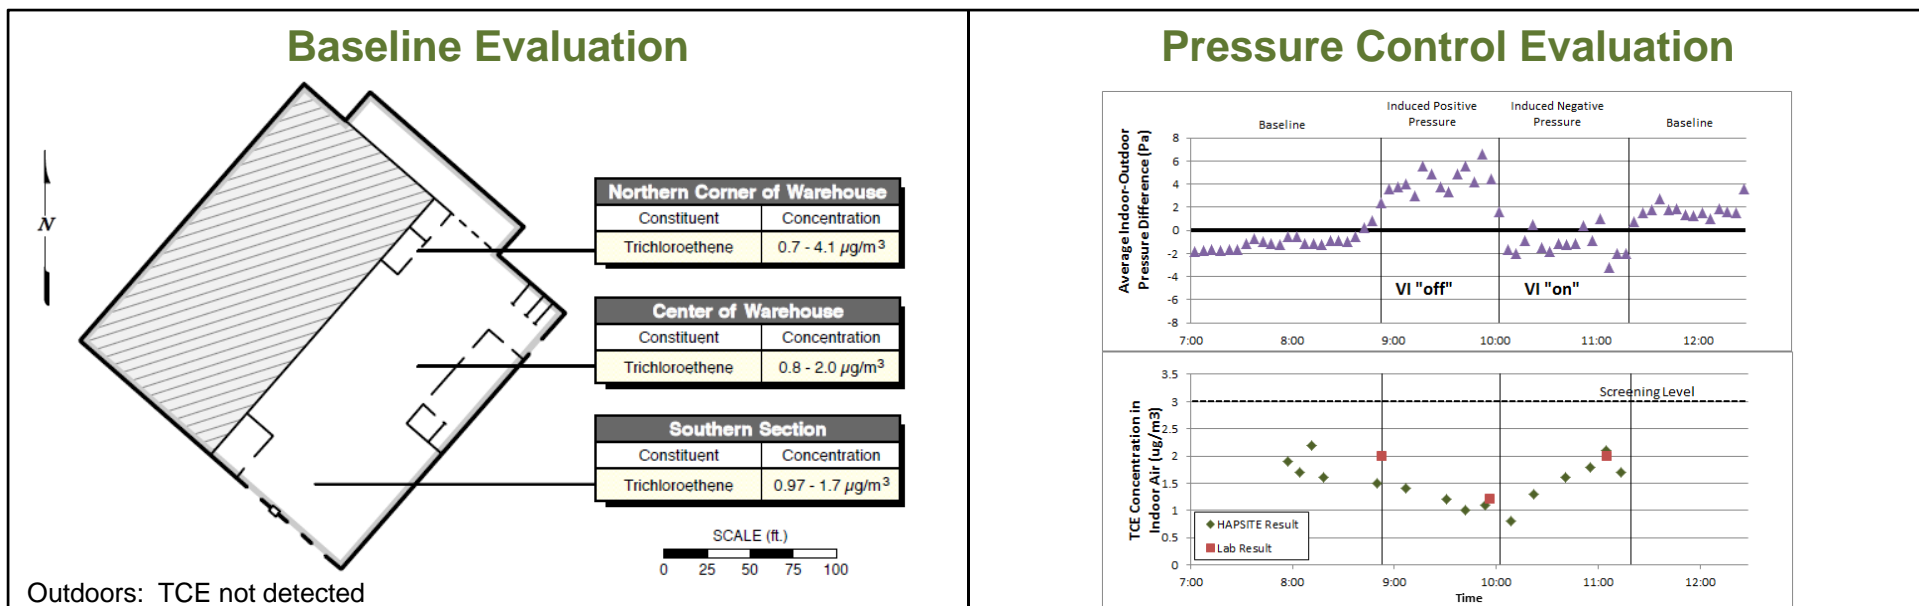 Baseline Evaluation
N
Northern Corner of Warehouse
Constituent Concentration
Trichloroethene 0.7 - 4.1 µg/m³
Center of Warehouse
Constituent Concentration
Trichloroethene 0.8 - 2.0 µg/m³
Southern Section
Constituent Concentration
Trichloroethene 0.97 - 1.7 µg/m³
SCALE (ft.)
0 25 50 75 100
Outdoors: TCE not detected
Pressure Control Evaluation
Baseline
Induced Positive
Pressure
Induced Negative
Pressure
Baseline
Average Indoor-Outdoor
Pressure Difference (Pa)
8
6
4
2
0
-2
-4
-6
-8
VI "off"
VI "on"
7:00 8:00 9:00 10:00 11:00 12:00
TCE Concentration in
Indoor Air (ug/m3)
3.5
3
2.5
2
1.5
1
0.5
0
Screening Level
HAPSITE Result
Lab Result
7:00 8:00 9:00 10:00 11:00 12:00
Time